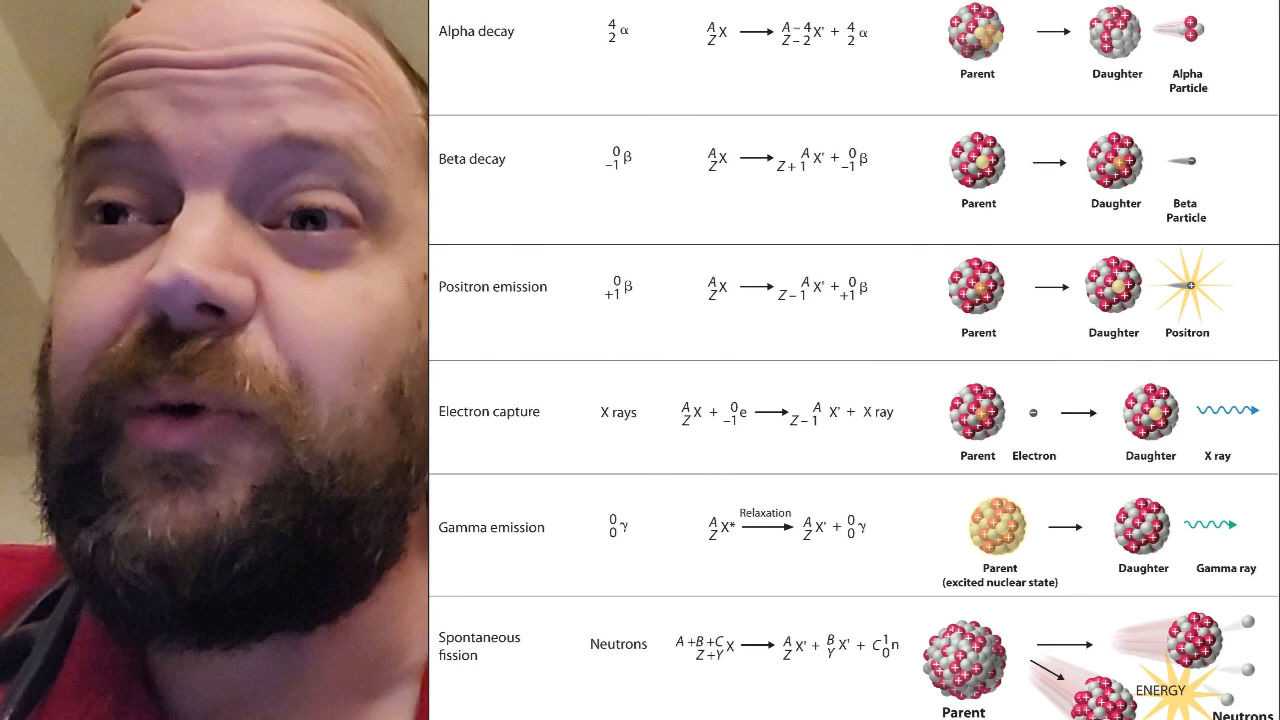 Alpha decay 4 2 α A Z X → A – 4 Z – 2 X' + 4 2 α
Parent Daughter Alpha
Particle
Beta decay 0 –1 β A Z X → A Z + 1 X' + 0 –1 β
Parent Daughter Beta
Particle
Positron emission 0 +1 β A Z X → A Z – 1 X' + 0 +1 β
Parent Daughter Positron
Electron capture X rays A Z X + 0 –1 e → A Z – 1 X' + X ray
Parent Electron Daughter X ray
Relaxation
Gamma emission 0 0 γ A Z X* → A Z X' + 0 0 γ
Parent Daughter Gamma ray
(excited nuclear state)
Spontaneous
fission Neutrons A +B +C Z +Y X → A Z X' + B Y X' + C 1 0 n
ENERGY
Parent Neutrons